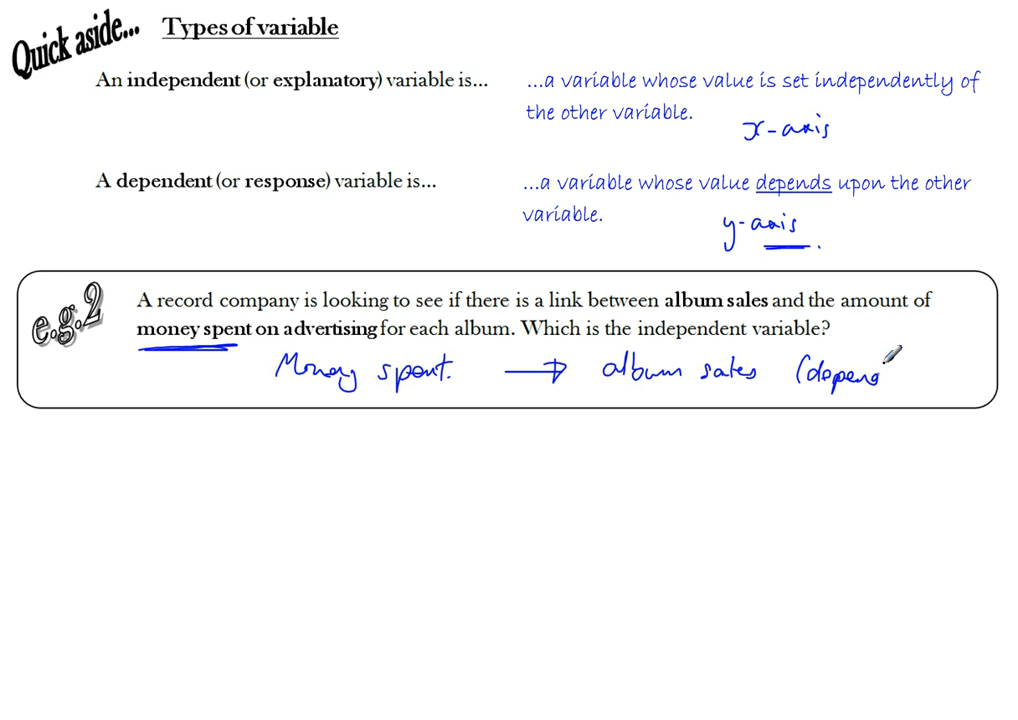 Quick aside... Types of variable
An independent (or explanatory) variable is... ...a variable whose value is set independently of
the other variable.
x-axis
A dependent (or response) variable is... ...a variable whose value depends upon the other
variable.
y-axis.
e.g.2 A record company is looking to see if there is a link between album sales and the amount of
money spent on advertising for each album. Which is the independent variable?
Money spent. → album sales (depend